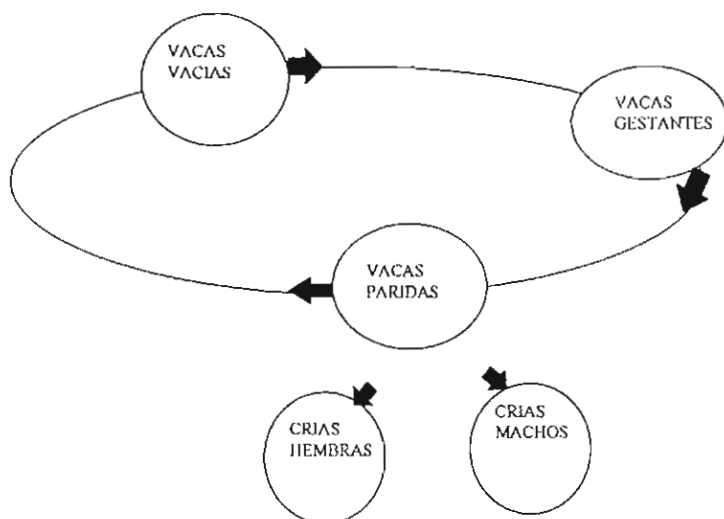 VACAS
VACIAS
VACAS
GESTANTES
VACAS
PARIDAS
CRIAS
HEMBRAS
CRIAS
MACHOS